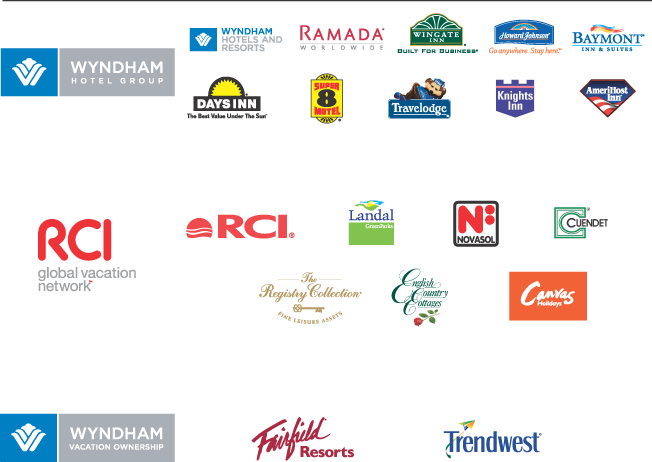 WYNDHAM
HOTEL GROUP
WYNDHAM
HOTELS AND
RESORTS
RAMADA®
WORLDWIDE
WINGATE®
INN
BUILT FOR BUSINESS®
Howard Johnson®
Go anywhere. Stay here.®
BAYMONT®
INN & SUITES
DAYS INN®
The Best Value Under The Sun®
SUPER
8
MOTEL®
Travelodge®
Knights
Inn®
AmeriHost
Inn®
RCI
global vacation
network
RCI®
Landal
GreenParks
N:
NOVASOL
CUENDET®
The
Registry Collection®
FINE LEISURE ASSETS
English
Country
Cottages
Canvas
Holidays
WYNDHAM
VACATION OWNERSHIP
Fairfield
Resorts
Trendwest®